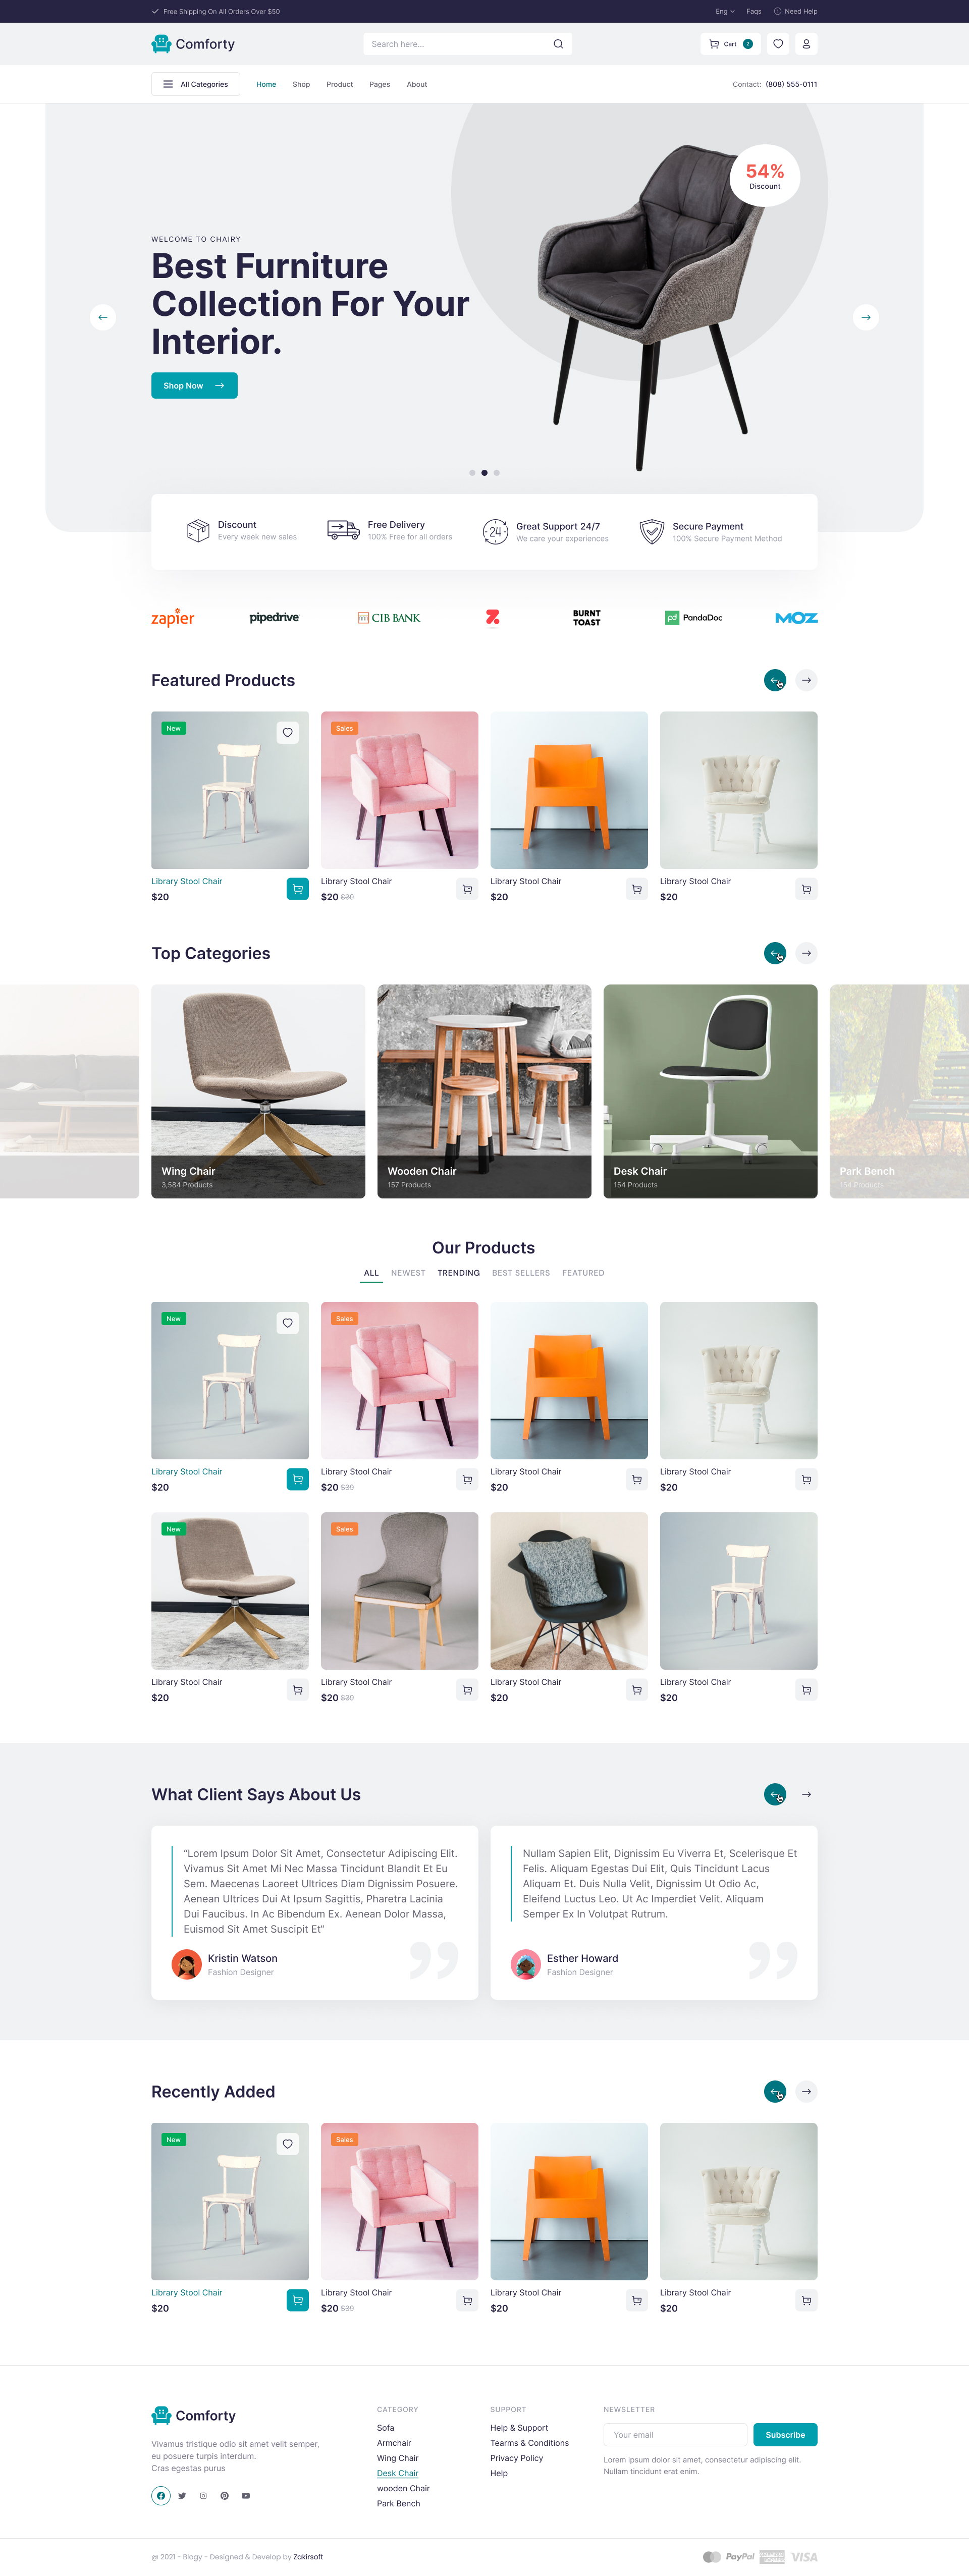 Free Shipping On All Orders Over $50
Eng
Faqs
Need Help
Comforty
Search here...
Cart 2
All Categories
Home
Shop
Product
Pages
About
Contact: (808) 555-0111
54%
Discount
WELCOME TO CHAIRY
Best Furniture
Collection For Your
Interior.
Shop Now
Discount
Every week new sales
Free Delivery
100% Free for all orders
24
Great Support 24/7
We care your experiences
Secure Payment
100% Secure Payment Method
zapier
pipedrive
CIB BANK
BURNT
TOAST
pd PandaDoc
MOZ
Featured Products
New
Library Stool Chair
$20
Sales
Library Stool Chair
$20 $30
Library Stool Chair
$20
Library Stool Chair
$20
Top Categories
Wing Chair
3,584 Products
Wooden Chair
157 Products
Desk Chair
154 Products
Park Bench
154 Products
Our Products
ALL
NEWEST
TRENDING
BEST SELLERS
FEATURED
New
Library Stool Chair
$20
Sales
Library Stool Chair
$20 $30
Library Stool Chair
$20
Library Stool Chair
$20
New
Library Stool Chair
$20
Sales
Library Stool Chair
$20 $30
Library Stool Chair
$20
Library Stool Chair
$20
What Client Says About Us
“Lorem Ipsum Dolor Sit Amet, Consectetur Adipiscing Elit.
Vivamus Sit Amet Mi Nec Massa Tincidunt Blandit Et Eu
Sem. Maecenas Laoreet Ultrices Diam Dignissim Posuere.
Aenean Ultrices Dui At Ipsum Sagittis, Pharetra Lacinia
Dui Faucibus. In Ac Bibendum Ex. Aenean Dolor Massa,
Euismod Sit Amet Suscipit Et”
Kristin Watson
Fashion Designer
Nullam Sapien Elit, Dignissim Eu Viverra Et, Scelerisque Et
Felis. Aliquam Egestas Dui Elit, Quis Tincidunt Lacus
Aliquam Et. Duis Nulla Velit, Dignissim Ut Odio Ac,
Eleifend Luctus Leo. Ut Ac Imperdiet Velit. Aliquam
Semper Ex In Volutpat Rutrum.
Esther Howard
Fashion Designer
Recently Added
New
Library Stool Chair
$20
Sales
Library Stool Chair
$20 $30
Library Stool Chair
$20
Library Stool Chair
$20
Comforty
Vivamus tristique odio sit amet velit semper,
eu posuere turpis interdum.
Cras egestas purus
CATEGORY
Sofa
Armchair
Wing Chair
Desk Chair
wooden Chair
Park Bench
SUPPORT
Help & Support
Tearms & Conditions
Privacy Policy
Help
NEWSLETTER
Your email
Subscribe
Lorem ipsum dolor sit amet, consectetur adipiscing elit.
Nullam tincidunt erat enim.
@ 2021 - Blogy - Designed & Develop by Zakirsoft
PayPal
VISA